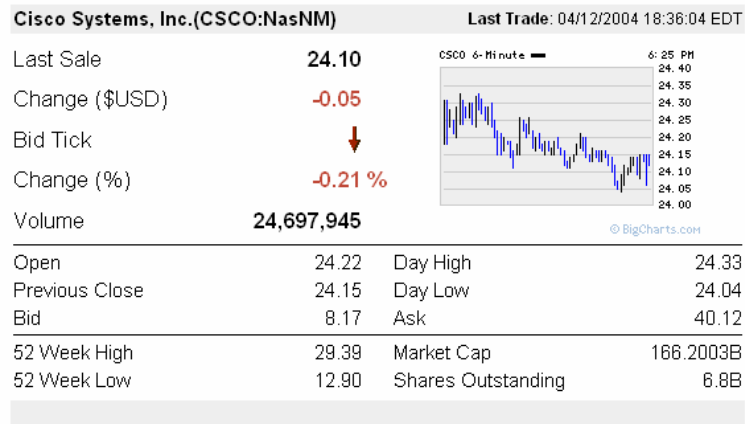 Cisco Systems, Inc.(CSCO:NasNM) Last Trade: 04/12/2004 18:36:04 EDT
Last Sale 24.10
Change ($USD) -0.05
Bid Tick
Change (%) -0.21 %
Volume 24,697,945
CSCO 6-Minute 6:25 PM
24.40
24.35
24.30
24.25
24.20
24.15
24.10
24.05
24.00
© BigCharts.com
Open 24.22 Day High 24.33
Previous Close 24.15 Day Low 24.04
Bid 8.17 Ask 40.12
52 Week High 29.39 Market Cap 166.2003B
52 Week Low 12.90 Shares Outstanding 6.8B